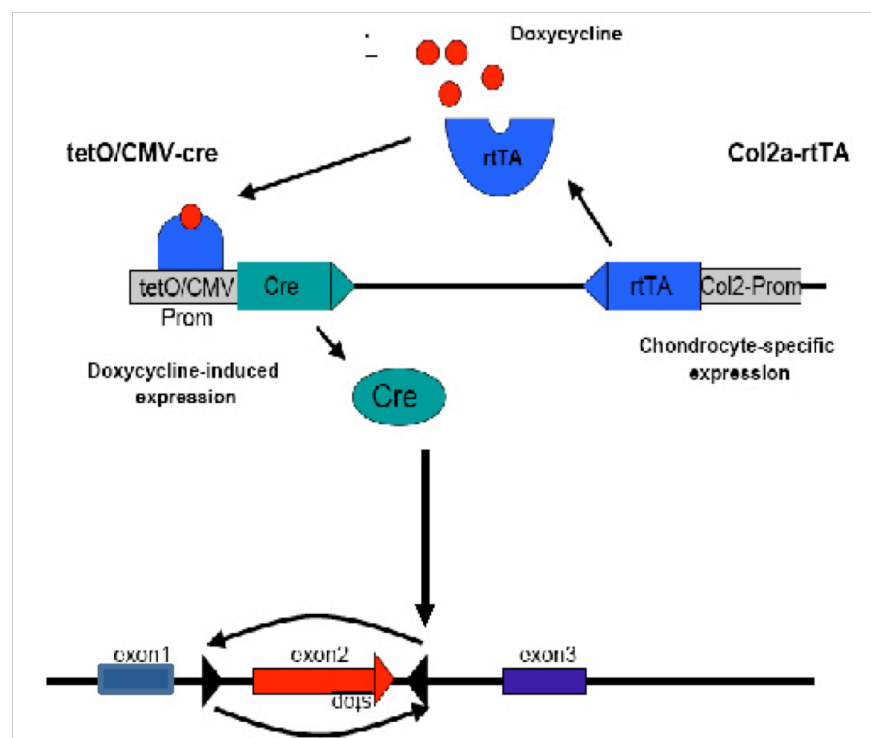 Doxycycline
tetO/CMV-cre
rtTA
Col2a-rtTA
tetO/CMV
Cre
rtTA
Col2-Prom
Prom
Doxycycline-induced
expression
Chondrocyte-specific
expression
Cre
exon1
exon2
exon3
stop